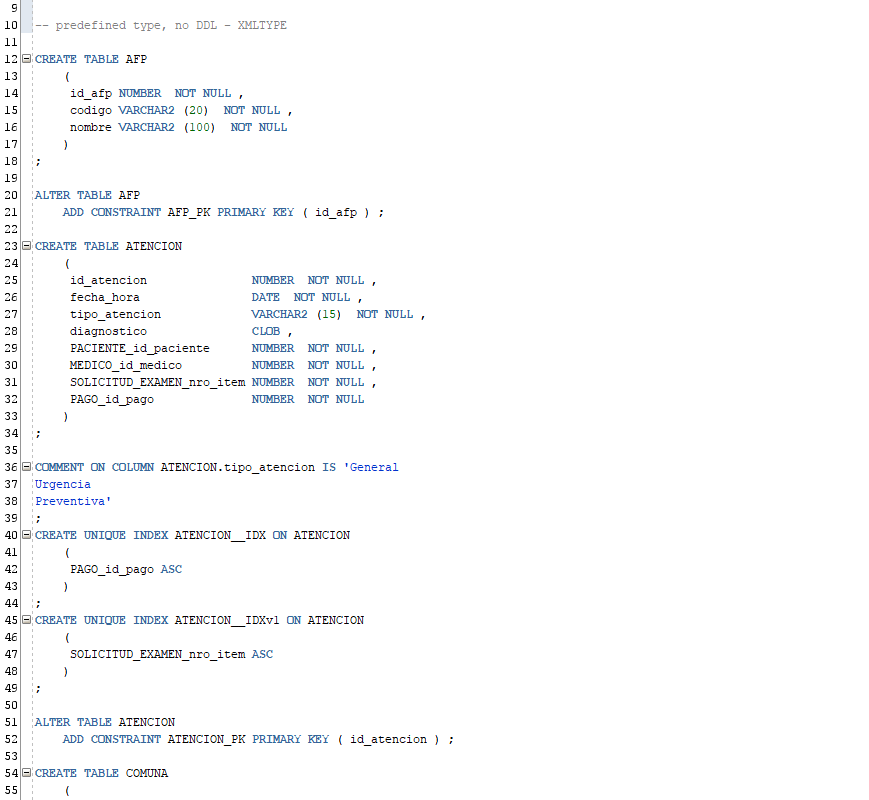 9
10 -- predefined type, no DDL - XMLTYPE
11
12 CREATE TABLE AFP
13 (
14 id_afp NUMBER NOT NULL ,
15 codigo VARCHAR2 (20) NOT NULL ,
16 nombre VARCHAR2 (100) NOT NULL
17 )
18 ;
19
20 ALTER TABLE AFP
21 ADD CONSTRAINT AFP_PK PRIMARY KEY ( id_afp ) ;
22
23 CREATE TABLE ATENCION
24 (
25 id_atencion NUMBER NOT NULL ,
26 fecha_hora DATE NOT NULL ,
27 tipo_atencion VARCHAR2 (15) NOT NULL ,
28 diagnostico CLOB ,
29 PACIENTE_id_paciente NUMBER NOT NULL ,
30 MEDICO_id_medico NUMBER NOT NULL ,
31 SOLICITUD_EXAMEN_nro_item NUMBER NOT NULL ,
32 PAGO_id_pago NUMBER NOT NULL
33 )
34 ;
35
36 COMMENT ON COLUMN ATENCION.tipo_atencion IS 'General
37 Urgencia
38 Preventiva'
39 ;
40 CREATE UNIQUE INDEX ATENCION__IDX ON ATENCION
41 (
42 PAGO_id_pago ASC
43 )
44 ;
45 CREATE UNIQUE INDEX ATENCION__IDXv1 ON ATENCION
46 (
47 SOLICITUD_EXAMEN_nro_item ASC
48 )
49 ;
50
51 ALTER TABLE ATENCION
52 ADD CONSTRAINT ATENCION_PK PRIMARY KEY ( id_atencion ) ;
53
54 CREATE TABLE COMUNA
55 (